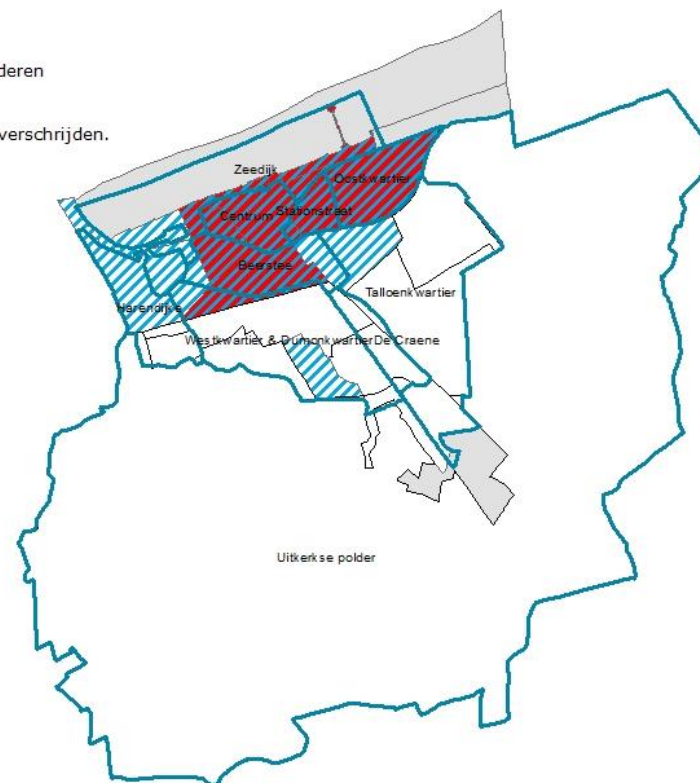 deren
verschrijden.
Zeedijk
Oostkwartier
Centrum
Stationstraat
Beerstee
Talloenkwartier
Harendijke
Westkwartier & Dumonkwartier De Craene
Uitkerkse polder